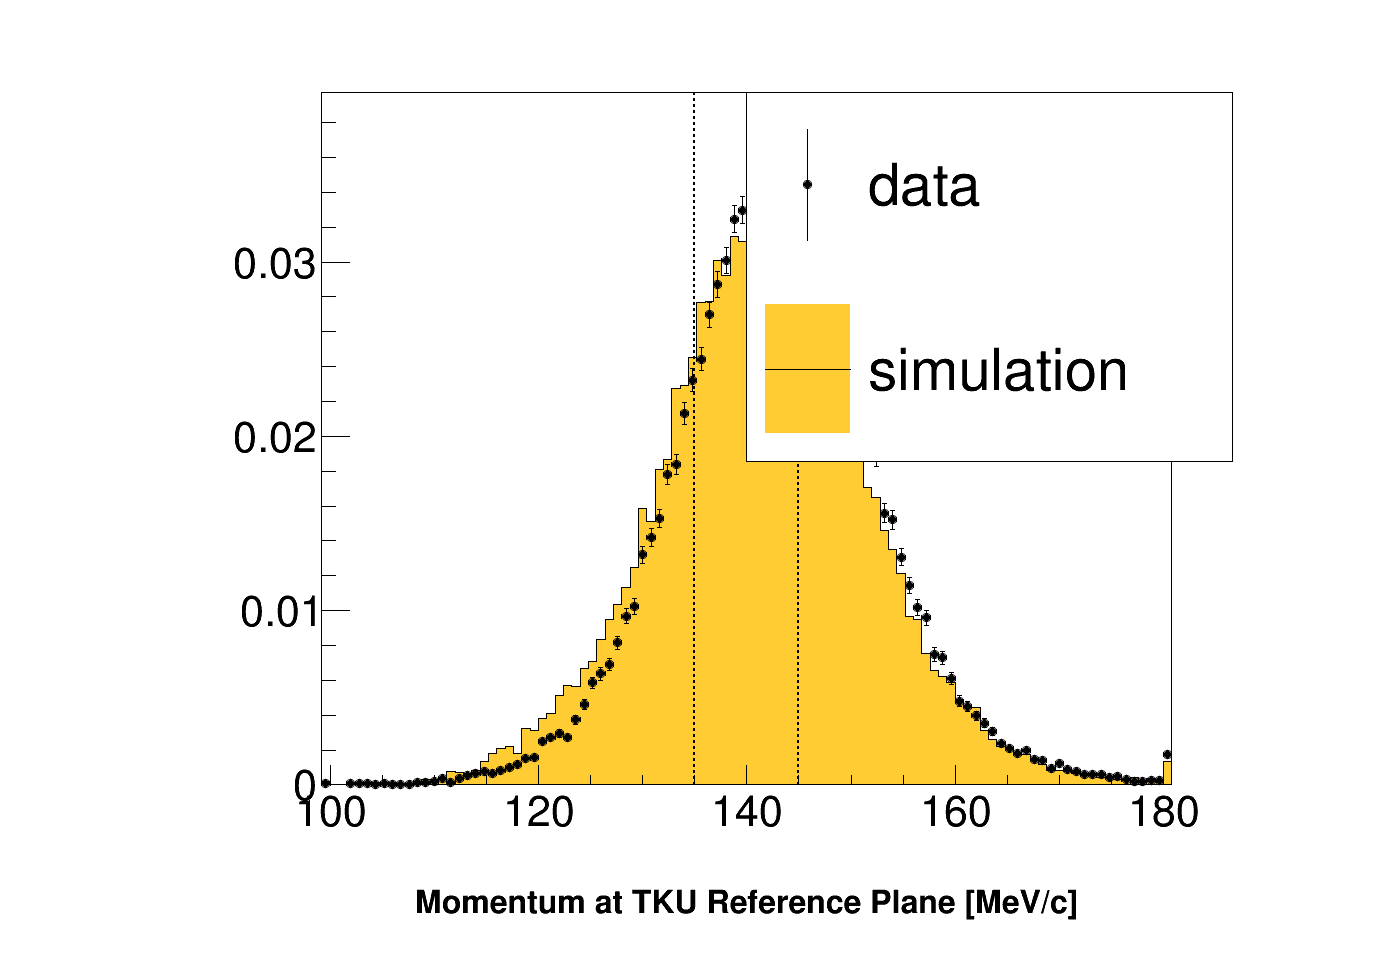 data
simulation
0.03
0.02
0.01
0
100 120 140 160 180
Momentum at TKU Reference Plane [MeV/c]